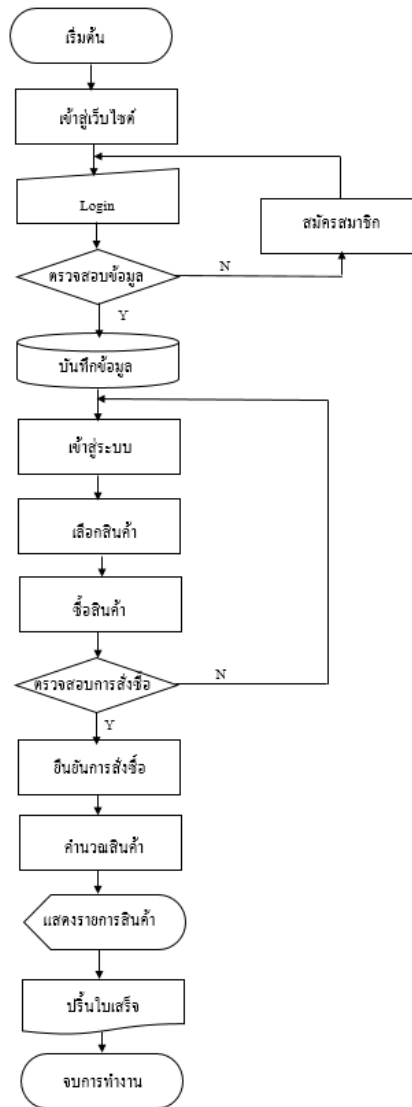 เริ่มต้น
เข้าสู่เว็บไซต์
Login
สมัครสมาชิก
ตรวจสอบข้อมูล
N
Y
บันทึกข้อมูล
เข้าสู่ระบบ
เลือกสินค้า
ซื้อสินค้า
ตรวจสอบการสั่งซื้อ
N
Y
ยืนยันการสั่งซื้อ
คำนวณสินค้า
แสดงรายการสินค้า
ปริ้นใบเสร็จ
จบการทำงาน